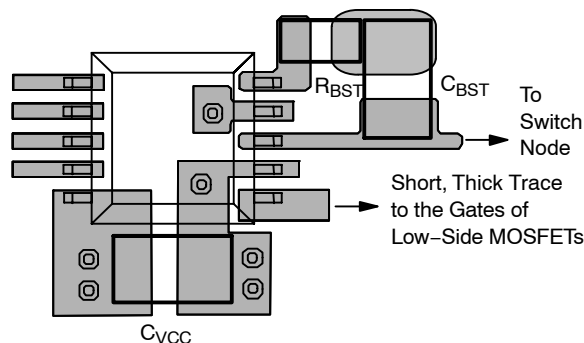 RBST
CBST
To
Switch
Node
Short, Thick Trace
to the Gates of
Low−Side MOSFETs
CVCC